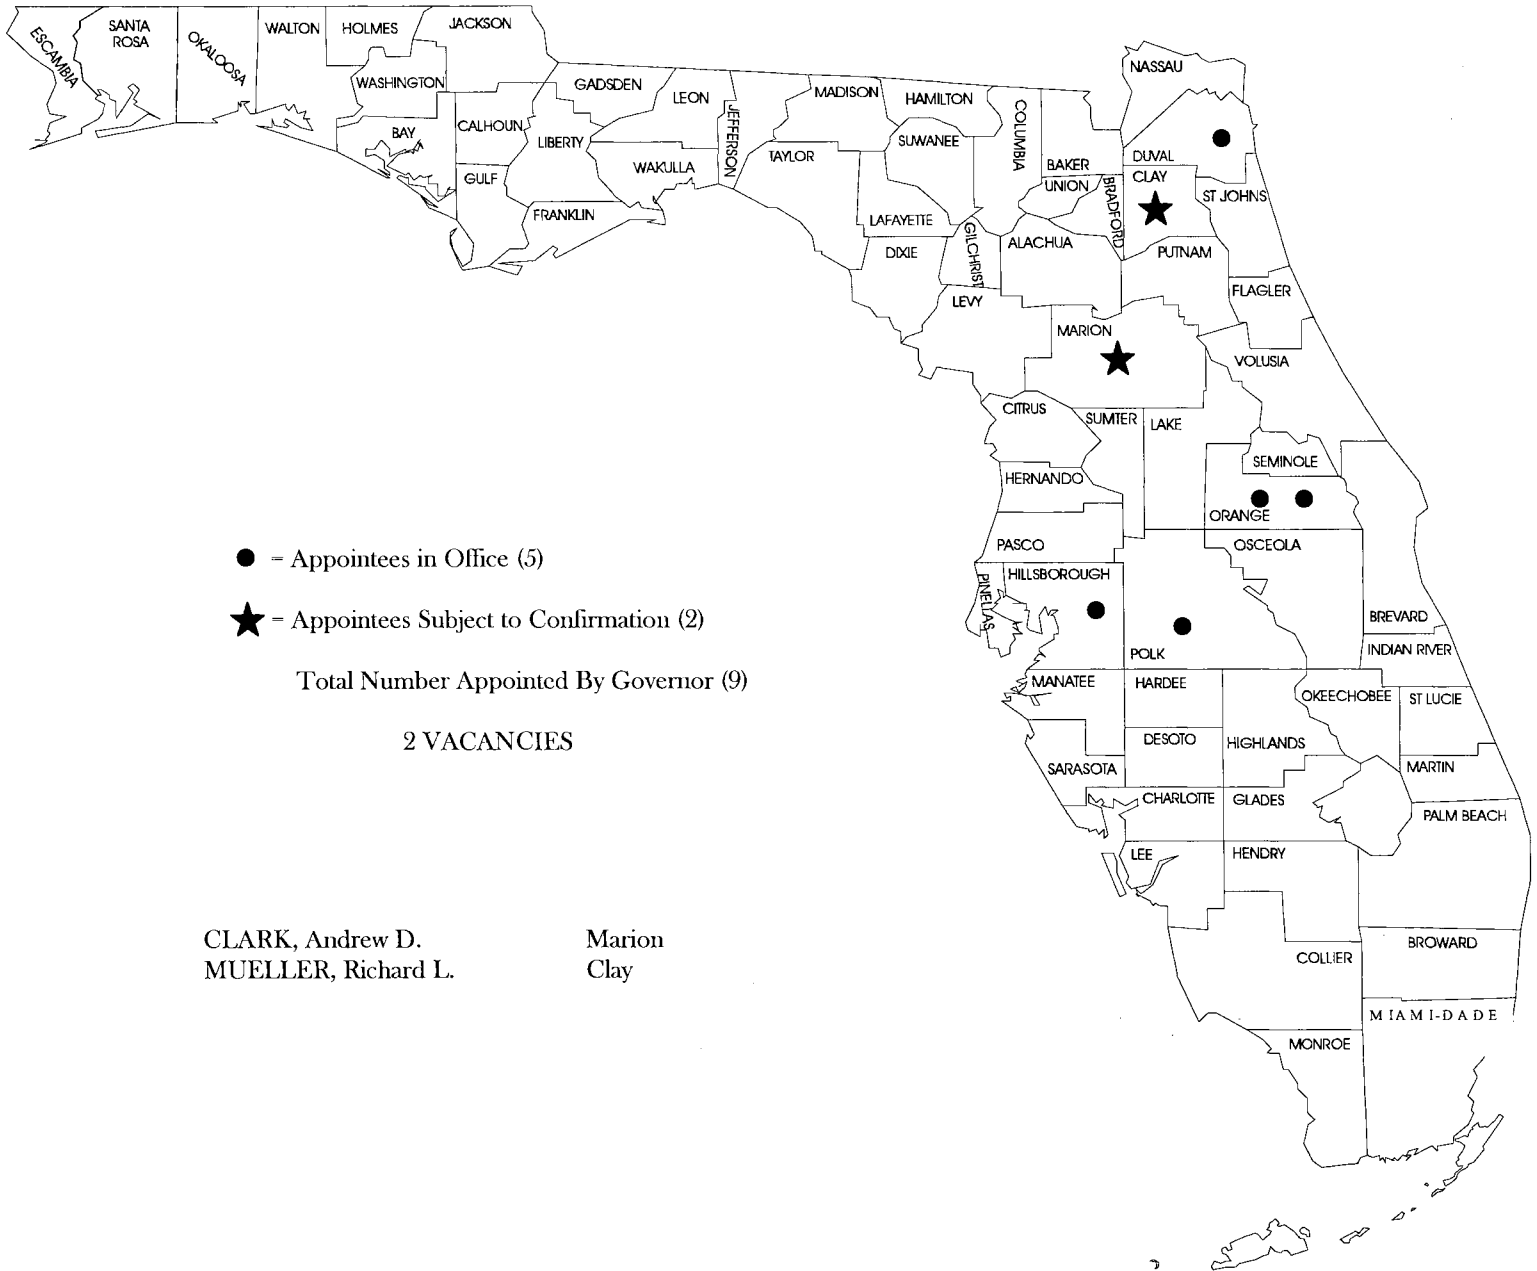 ESCAMBIA
SANTA
ROSA
OKALOOSA
WALTON
HOLMES
JACKSON
WASHINGTON
BAY
CALHOUN
GULF
GADSDEN
LIBERTY
FRANKLIN
LEON
WAKULLA
JEFFERSON
MADISON
TAYLOR
HAMILTON
SUWANEE
LAFAYETTE
DIXIE
COLUMBIA
GILCHRIST
LEVY
NASSAU
BAKER
UNION
BRADFORD
ALACHUA
DUVAL
CLAY
ST JOHNS
PUTNAM
FLAGLER
MARION
VOLUSIA
CITRUS
SUMTER
LAKE
SEMINOLE
HERNANDO
ORANGE
PASCO
OSCEOLA
HILLSBOROUGH
PINELLAS
POLK
BREVARD
INDIAN RIVER
MANATEE
HARDEE
OKEECHOBEE
ST LUCIE
DESOTO
HIGHLANDS
SARASOTA
MARTIN
CHARLOTTE
GLADES
PALM BEACH
LEE
HENDRY
BROWARD
COLLIER
MIAMI-DADE
MONROE
= Appointees in Office (5)
= Appointees Subject to Confirmation (2)
Total Number Appointed By Governor (9)
2 VACANCIES
CLARK, Andrew D. Marion
MUELLER, Richard L. Clay